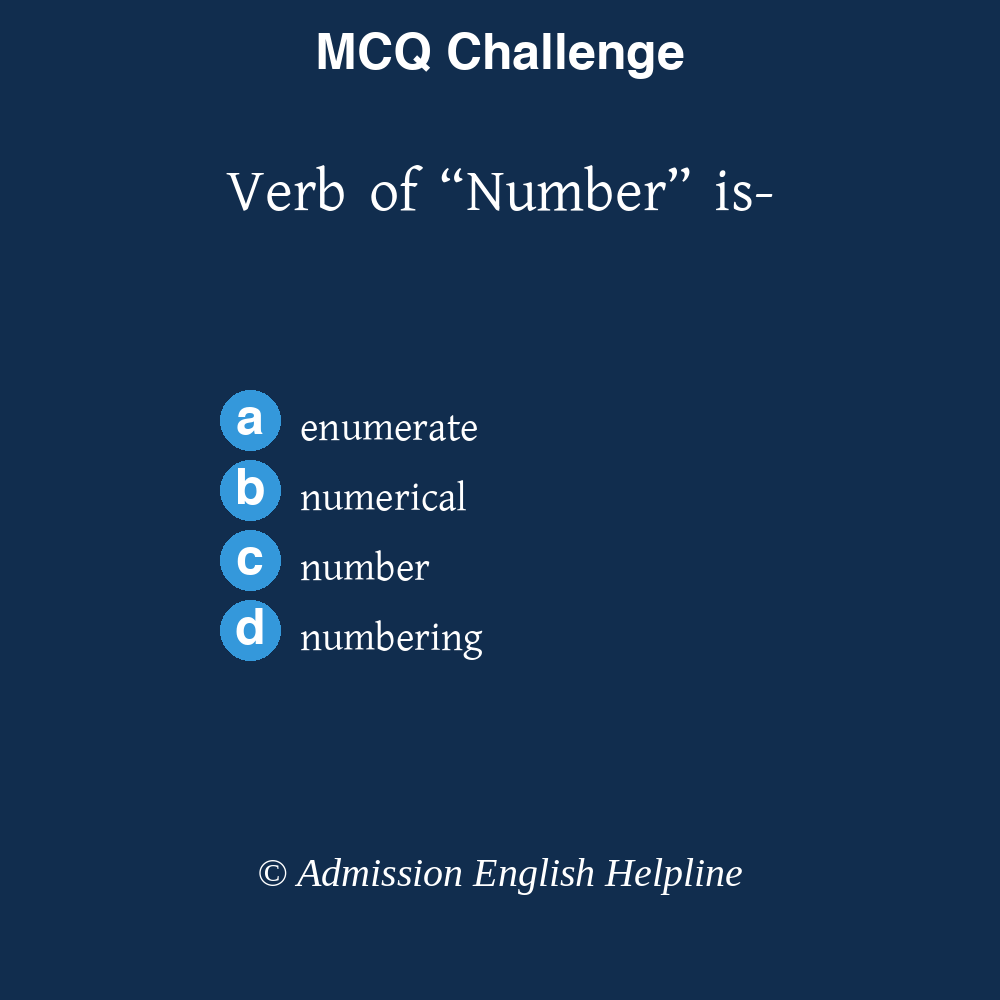 MCQ Challenge
Verb of “Number” is-
a enumerate
b numerical
c number
d numbering
© Admission English Helpline